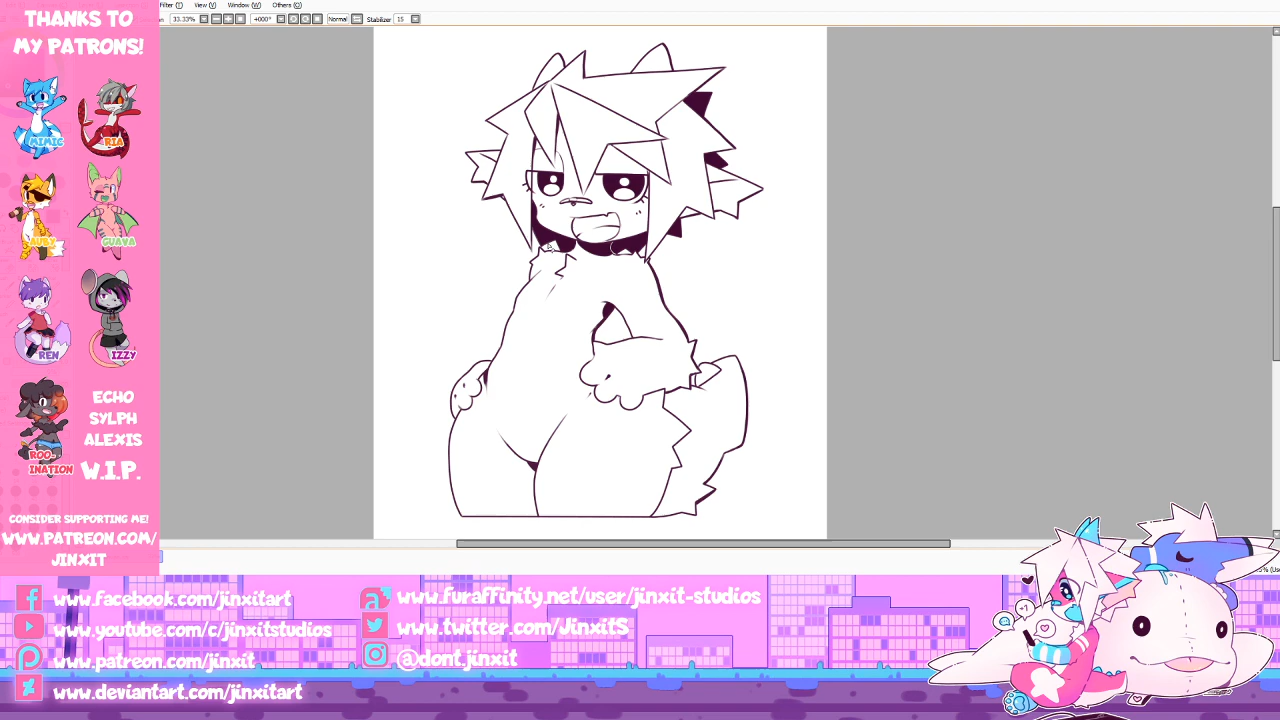 Filter (T) View (V) Window (W) Others (O)
33.33% +000° Normal Stabilizer 15
THANKS TO
MY PATRONS!
MIMIC RIA
AUBY GUAVA
REN IZZY
ROO-
INATION
ECHO
SYLPH
ALEXIS
W.I.P.
CONSIDER SUPPORTING ME!
WWW.PATREON.COM/
JINXIT
www.facebook.com/jinxitart
www.youtube.com/c/jinxitstudios
www.patreon.com/jinxit
www.deviantart.com/jinxitart
www.furaffinity.net/user/jinxit-studios
www.twitter.com/JinxitS
@dont.jinxit